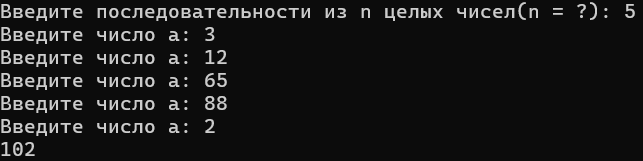 Введите последовательности из n целых чисел(n = ?): 5
Введите число a: 3
Введите число a: 12
Введите число a: 65
Введите число a: 88
Введите число a: 2
102